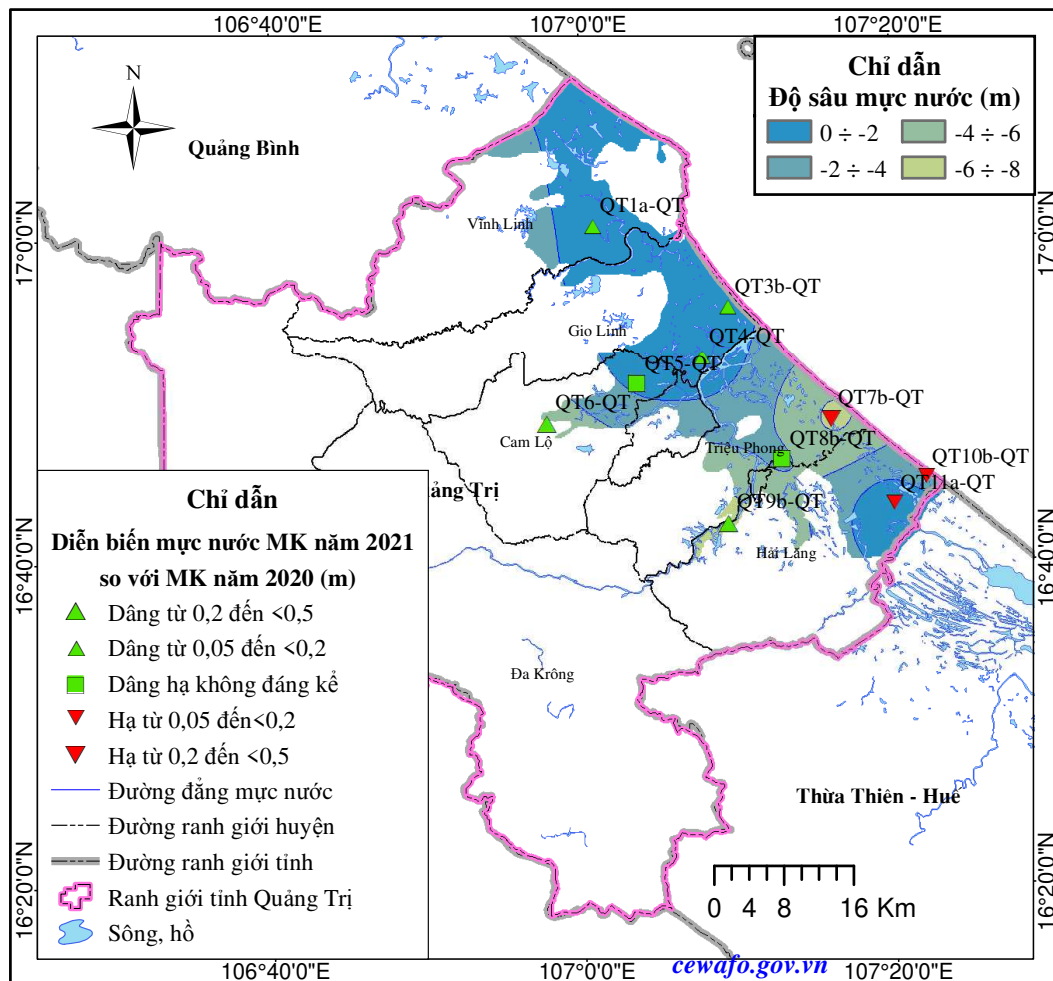 106°40'0"E
107°0'0"E
107°20'0"E
N
Quảng Bình
Chỉ dẫn
Độ sâu mực nước (m)
0 ÷ -2
-4 ÷ -6
-2 ÷ -4
-6 ÷ -8
17°0'0"N
17°0'0"N
QT1a-QT
Vĩnh Linh
QT3b-QT
Gio Linh
QT4-QT
QT5-QT
QT6-QT
QT7b-QT
Cam Lộ
Triệu Phong
QT8b-QT
QT10b-QT
QT11a-QT
ảng Trị
QT9b-QT
Hải Lăng
16°40'0"N
16°40'0"N
Chỉ dẫn
Diễn biến mực nước MK năm 2021
so với MK năm 2020 (m)
Dâng từ 0,2 đến <0,5
Dâng từ 0,05 đến <0,2
Dâng hạ không đáng kể
Hạ từ 0,05 đến<0,2
Hạ từ 0,2 đến <0,5
Đường đẳng mực nước
Đường ranh giới huyện
Đường ranh giới tỉnh
Ranh giới tỉnh Quảng Trị
Sông, hồ
Đa Krông
Thừa Thiên - Huế
0 4 8 16 Km
16°20'0"N
16°20'0"N
cewafo.gov.vn
106°40'0"E
107°0'0"E
107°20'0"E